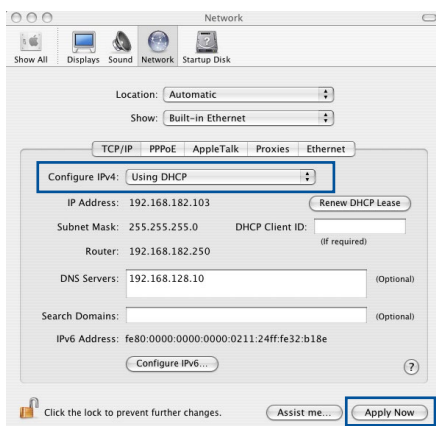 Network
Show All Displays Sound Network Startup Disk
Location: Automatic
Show: Built-in Ethernet
TCP/IP PPPoE AppleTalk Proxies Ethernet
Configure IPv4: Using DHCP
IP Address: 192.168.182.103 Renew DHCP Lease
Subnet Mask: 255.255.255.0 DHCP Client ID:
(If required)
Router: 192.168.182.250
DNS Servers: 192.168.128.10 (Optional)
Search Domains: (Optional)
IPv6 Address: fe80:0000:0000:0000:0211:24ff:fe32:b18e
Configure IPv6... ?
Click the lock to prevent further changes. Assist me... Apply Now